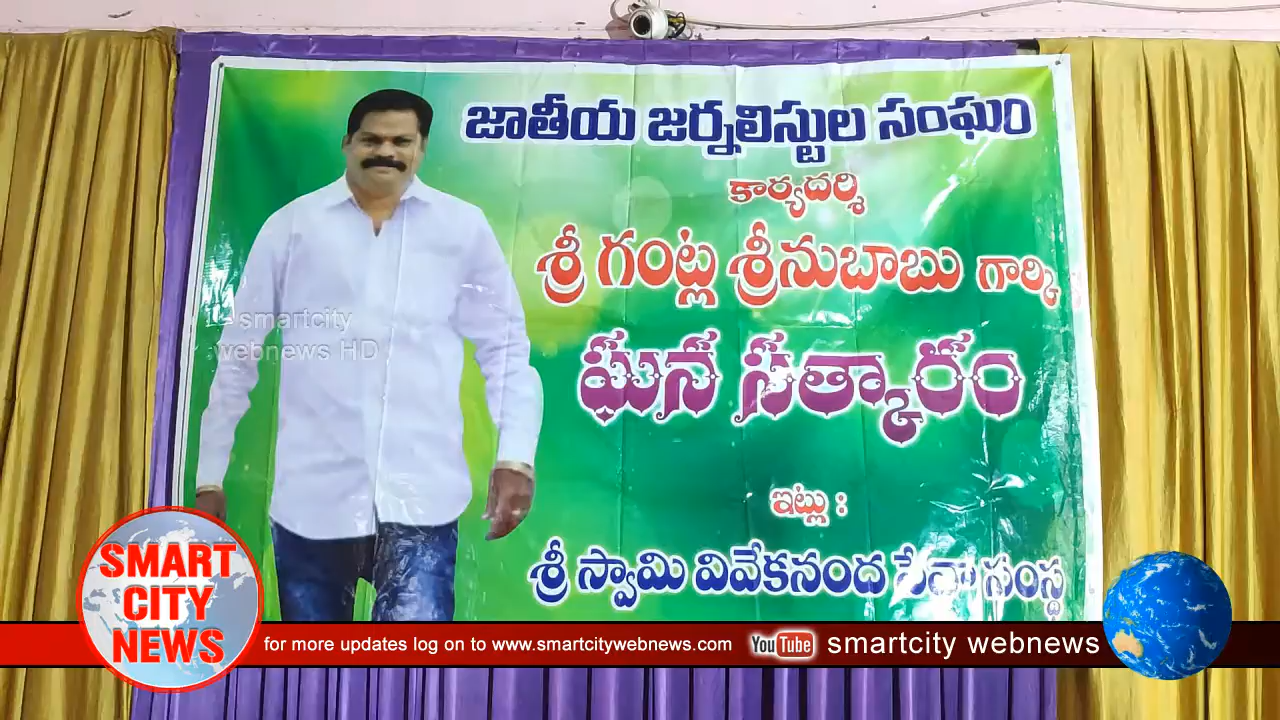 జాతీయ జర్నలిస్టుల సంఘం
కార్యదర్శి
శ్రీ గంట్ల శ్రీనుబాబు గార్కి
smartcity
webnews HD
ఘన సత్కారం
ఇట్లు :
శ్రీ స్వామి వివేకనంద సేవా సంస్థ
SMART
CITY
NEWS
for more updates log on to www.smartcitywebnews.com YouTube smartcity webnews